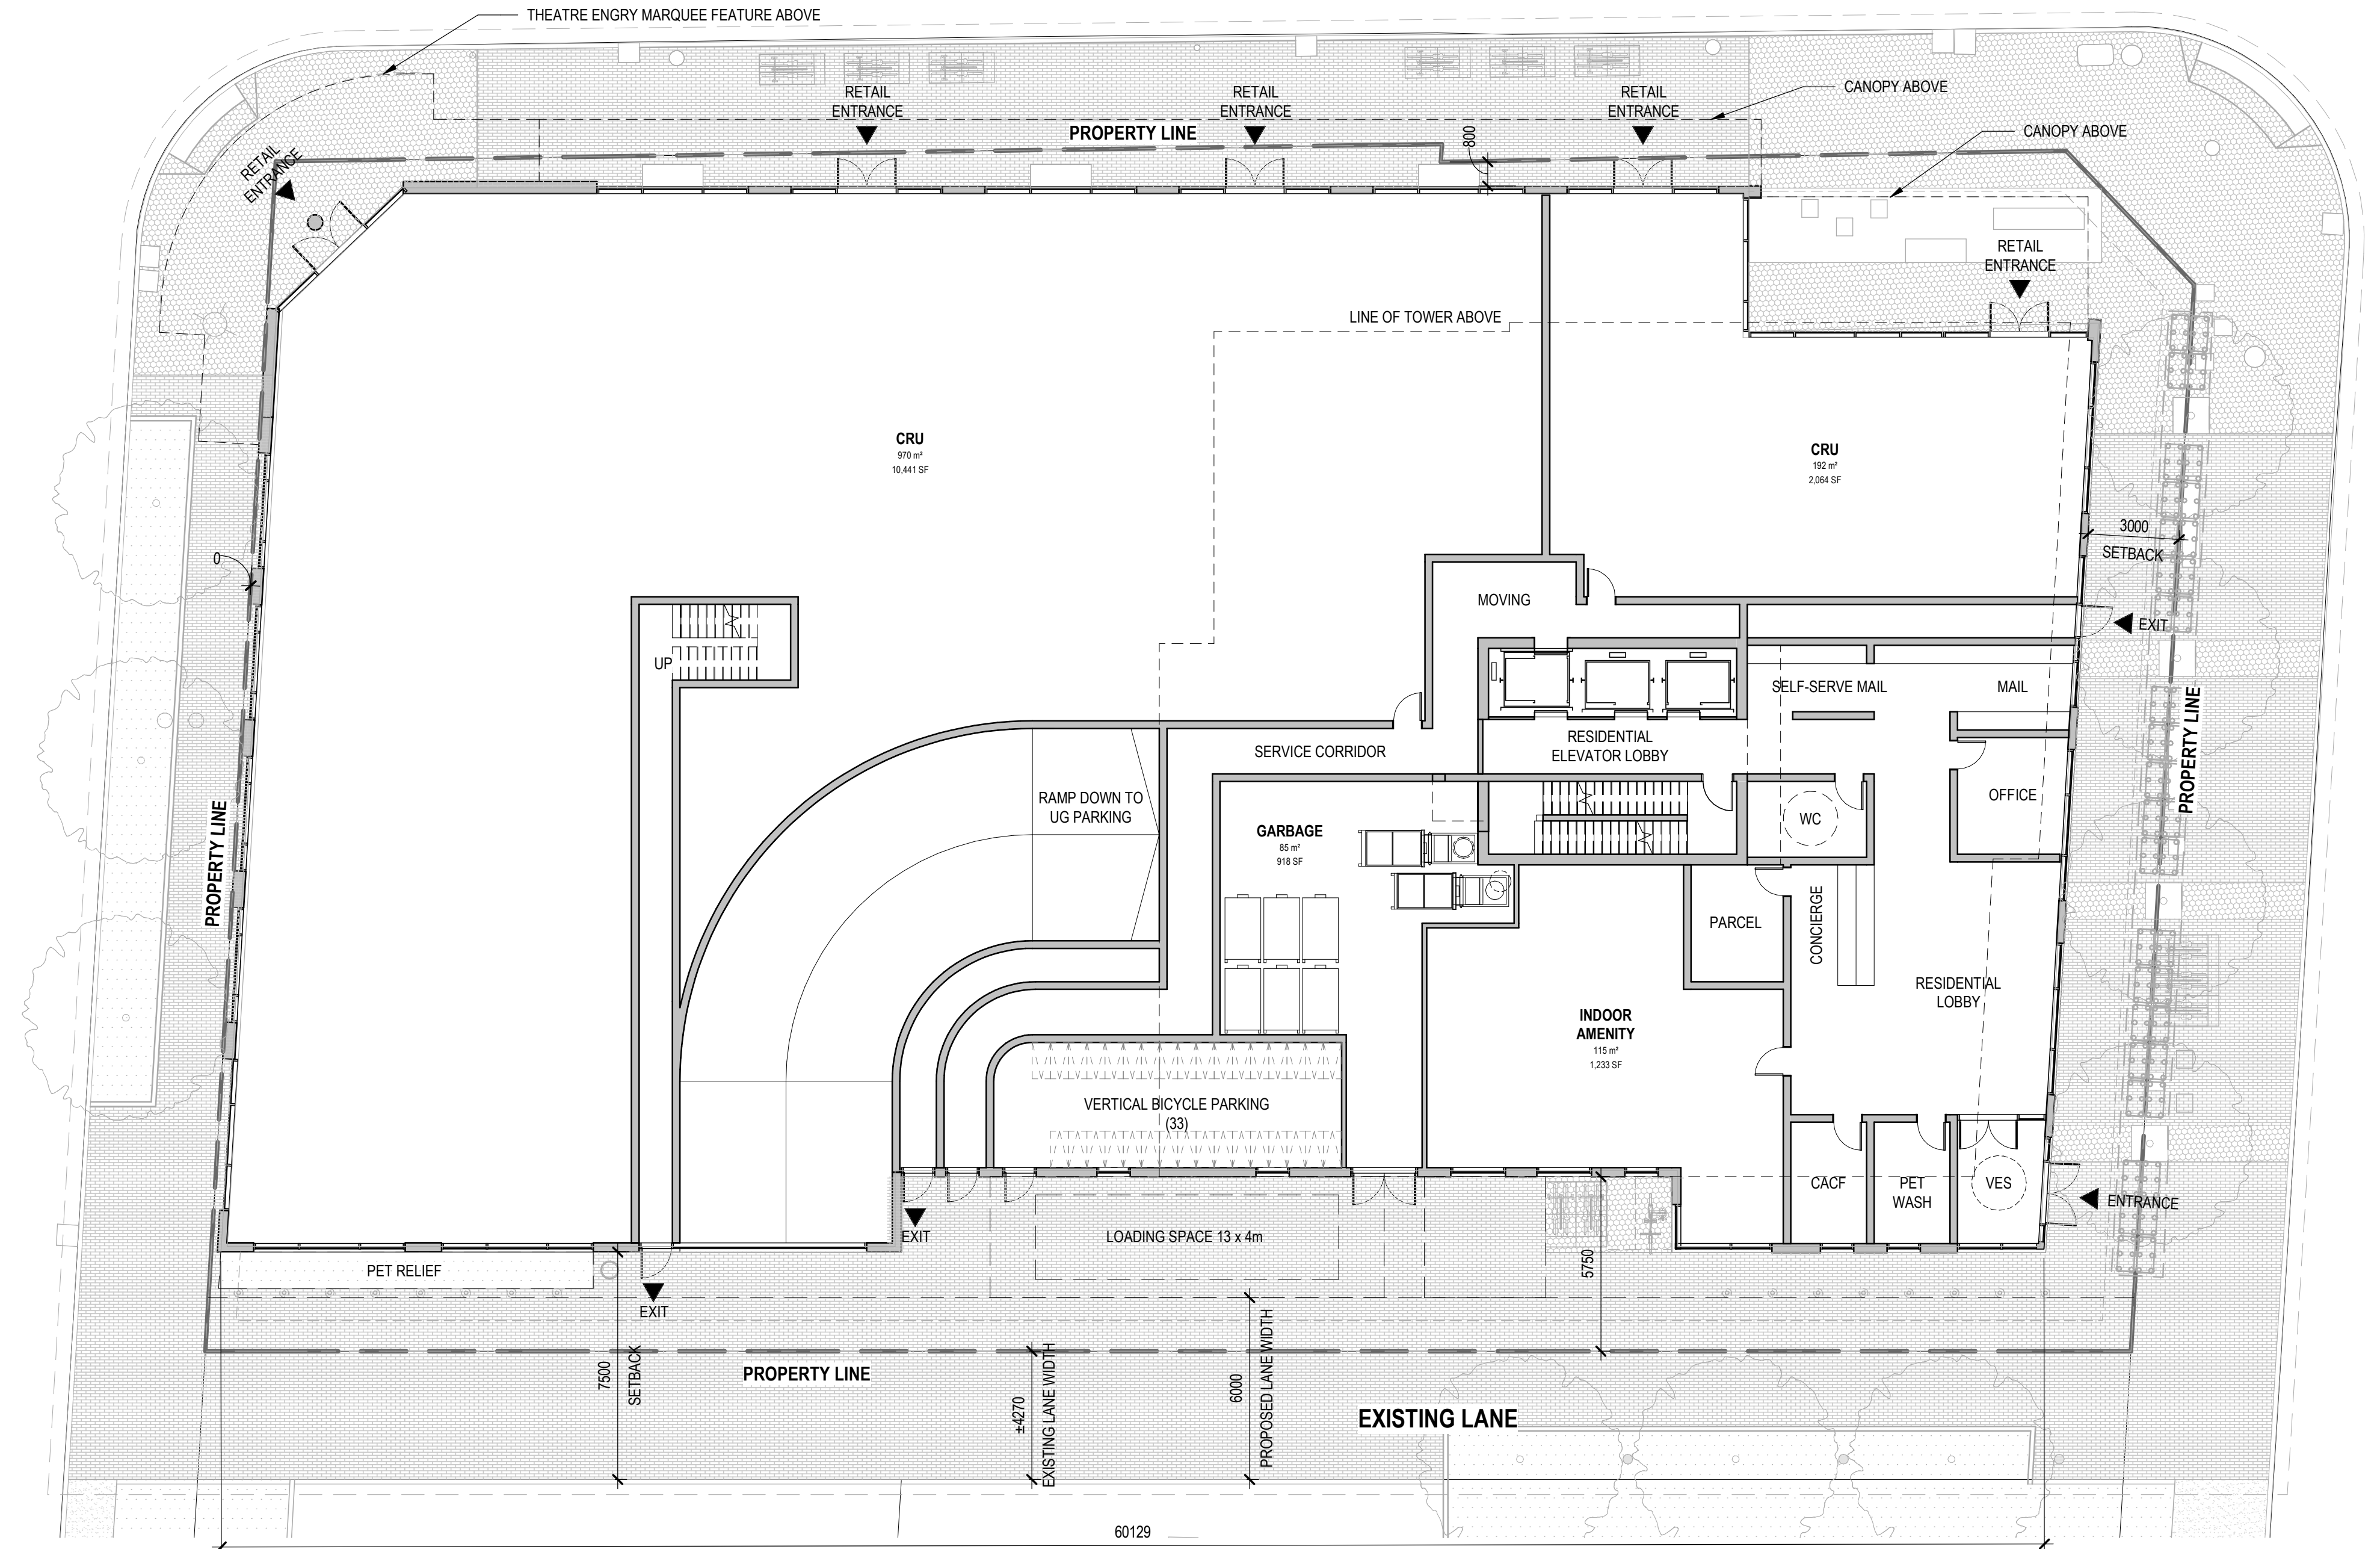 THEATRE ENGRY MARQUEE FEATURE ABOVE
RETAIL
ENTRANCE
RETAIL
ENTRANCE
RETAIL
ENTRANCE
CANOPY ABOVE
PROPERTY LINE
800
CANOPY ABOVE
RETAIL
ENTRANCE
RETAIL
ENTRANCE
LINE OF TOWER ABOVE
CRU
970 m²
10,441 SF
CRU
192 m²
2,064 SF
3000
SETBACK
0
MOVING
EXIT
UP
SELF-SERVE MAIL
MAIL
PROPERTY LINE
SERVICE CORRIDOR
RESIDENTIAL
ELEVATOR LOBBY
RAMP DOWN TO
UG PARKING
OFFICE
GARBAGE
85 m²
918 SF
WC
PROPERTY LINE
PARCEL
CONCIERGE
RESIDENTIAL
LOBBY
INDOOR
AMENITY
115 m²
1,233 SF
VERTICAL BICYCLE PARKING
(33)
CACF
PET
WASH
VES
ENTRANCE
EXIT
LOADING SPACE 13 x 4m
PET RELIEF
5750
EXIT
7500
SETBACK
PROPERTY LINE
±4270
EXISTING LANE WIDTH
6000
PROPOSED LANE WIDTH
EXISTING LANE
60129